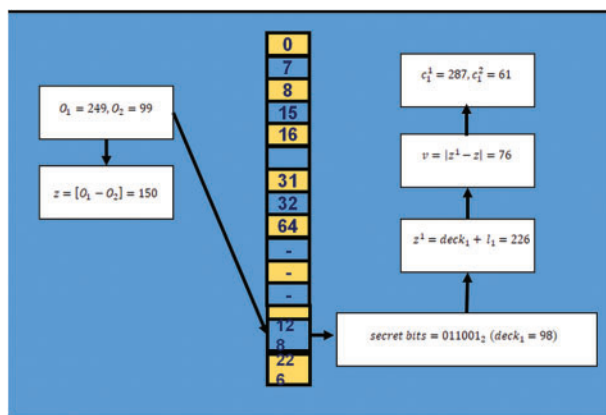 O₁ = 249, O₂ = 99
z = [O₁ − O₂] = 150
0
7
8
15
16
31
32
64
-
-
-
12
8
22
6
c₁¹ = 287, c₁² = 61
v = |z¹ − z| = 76
z¹ = deck₁ + l₁ = 226
secret bits = 011001₂ (deck₁ = 98)